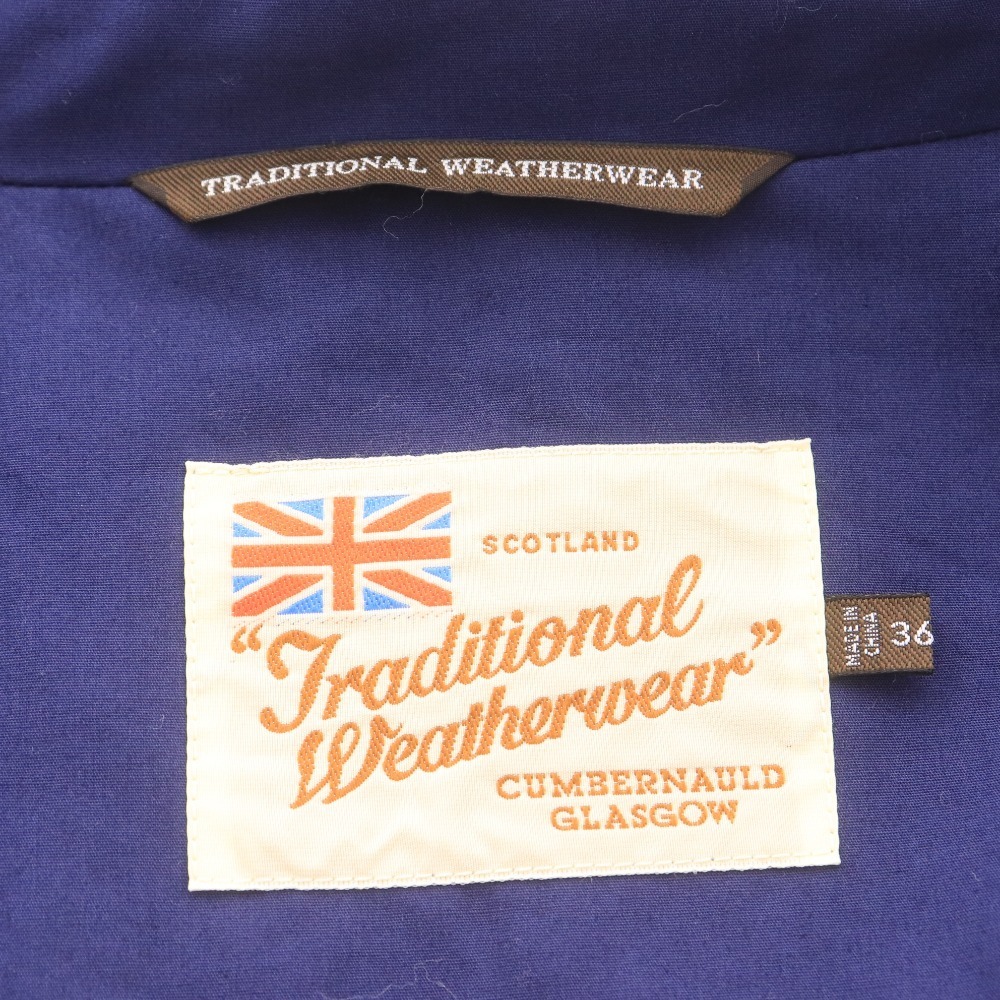 TRADITIONAL WEATHERWEAR
SCOTLAND
“Traditional
Weatherwear”
CUMBERNAULD
GLASGOW
MADE IN
CHINA
36